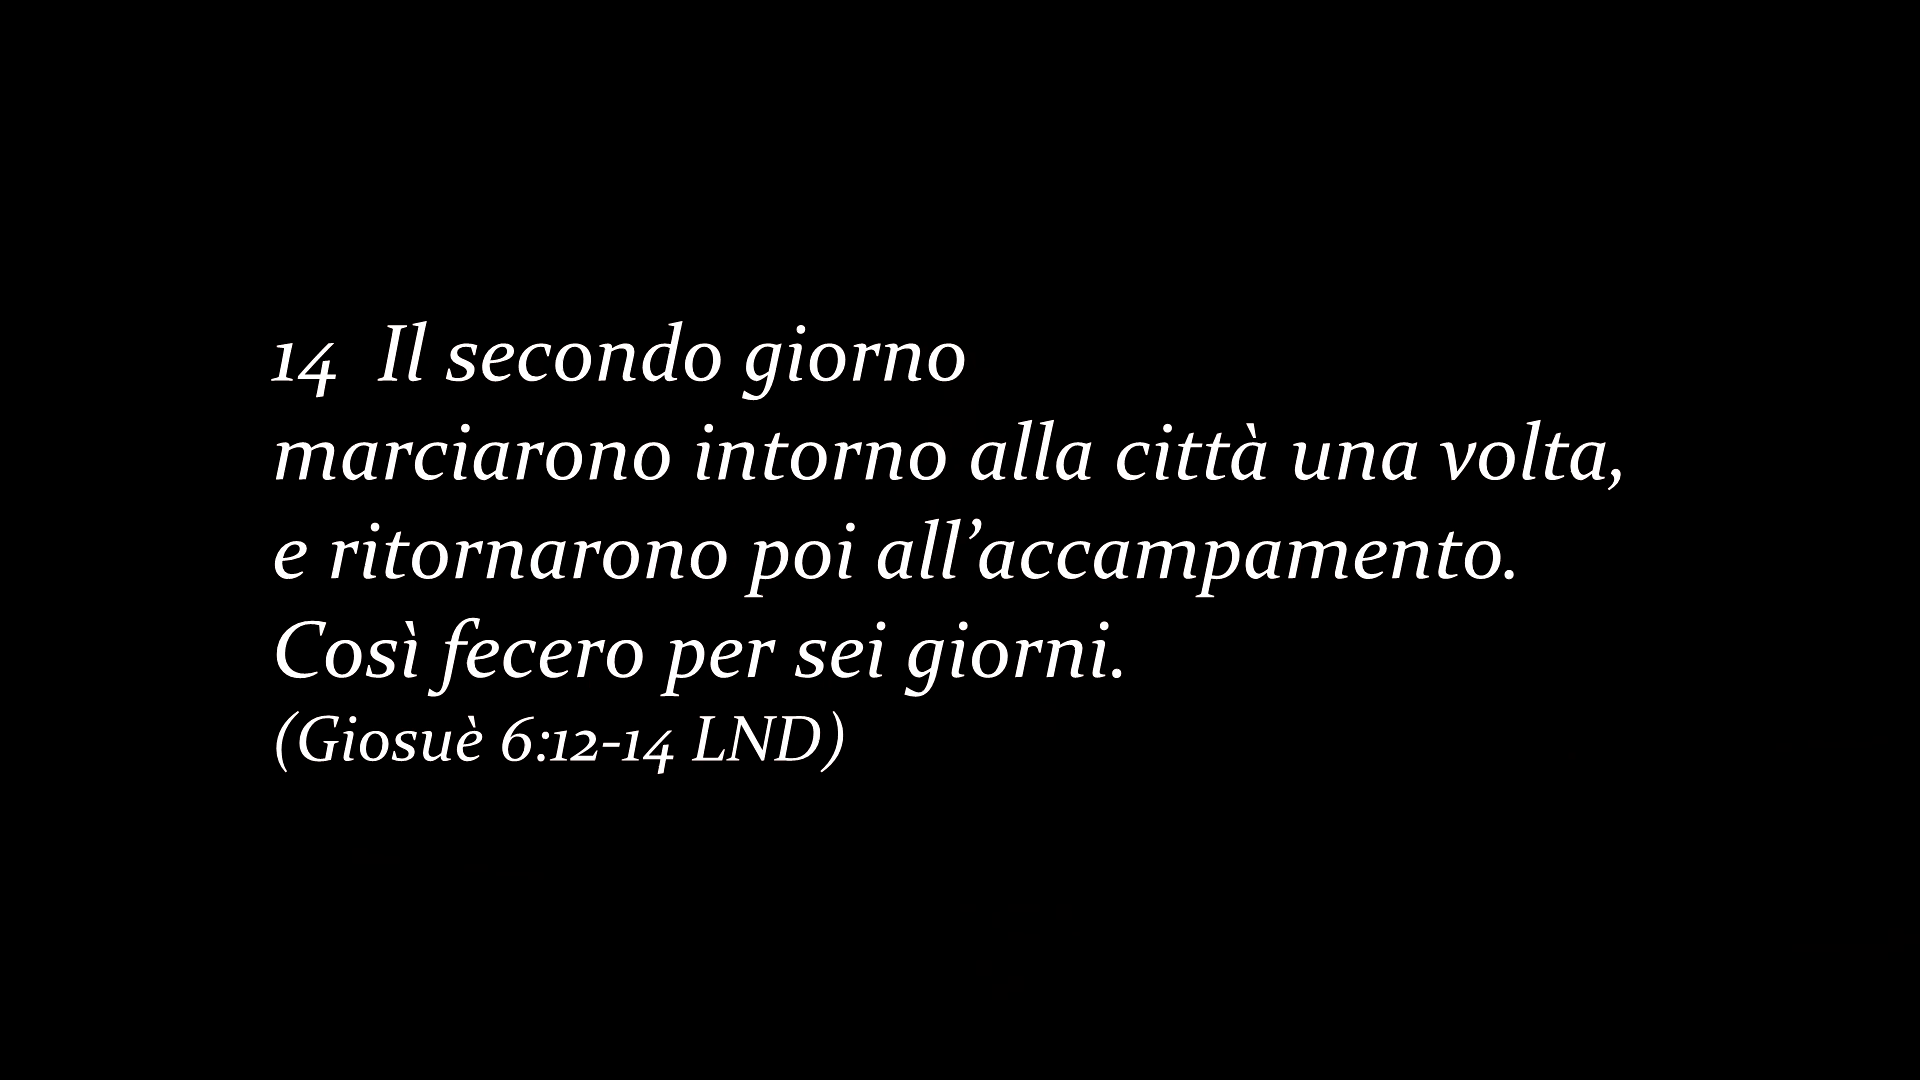 14  Il secondo giorno
marciarono intorno alla città una volta,
e ritornarono poi all’accampamento.
Così fecero per sei giorni.
(Giosuè 6:12-14 LND)